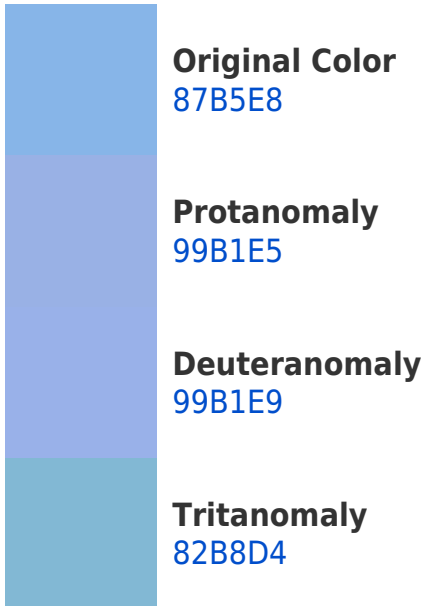 Original Color
87B5E8
Protanomaly
99B1E5
Deuteranomaly
99B1E9
Tritanomaly
82B8D4